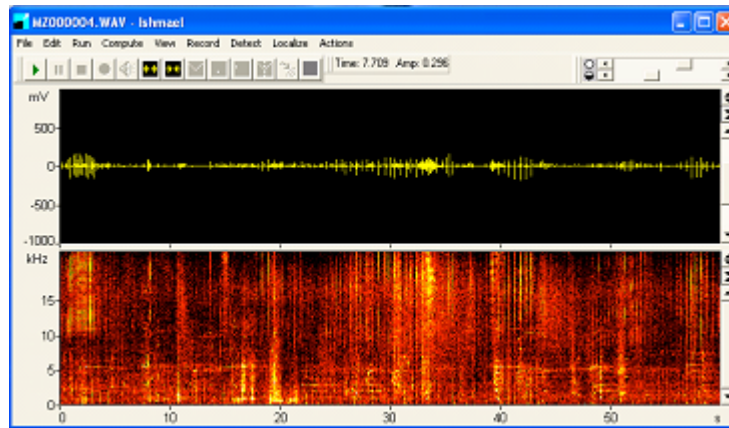 MZ000004.WAV - Ishmael
File Edit Run Compute View Record Detect Localize Actions
Time: 7.709 Amp: 0.296
mV
500
0
-500
-1000
kHz
15
10
5
0
0 10 20 30 40 50 s